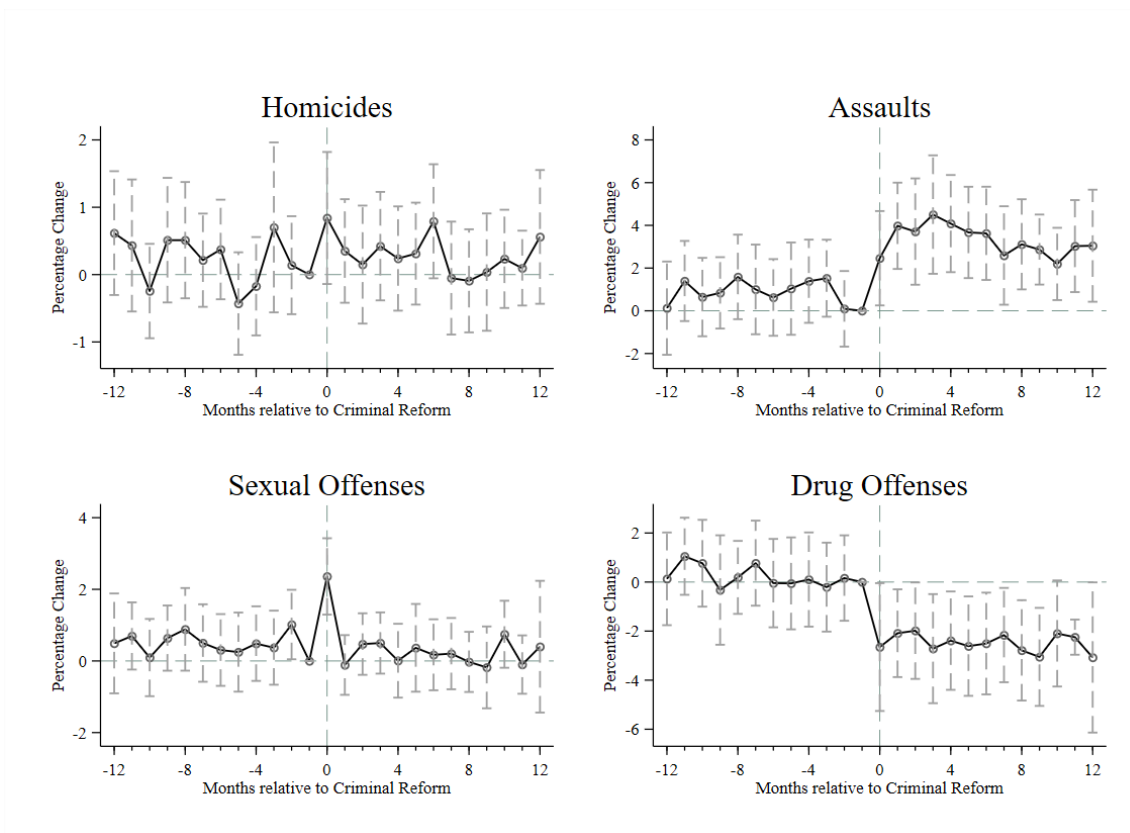 Homicides
Percentage Change
2
1
0
-1
-12 -8 -4 0 4 8 12
Months relative to Criminal Reform
Assaults
Percentage Change
8
6
4
2
0
-2
-12 -8 -4 0 4 8 12
Months relative to Criminal Reform
Sexual Offenses
Percentage Change
4
2
0
-2
-12 -8 -4 0 4 8 12
Months relative to Criminal Reform
Drug Offenses
Percentage Change
2
0
-2
-4
-6
-12 -8 -4 0 4 8 12
Months relative to Criminal Reform